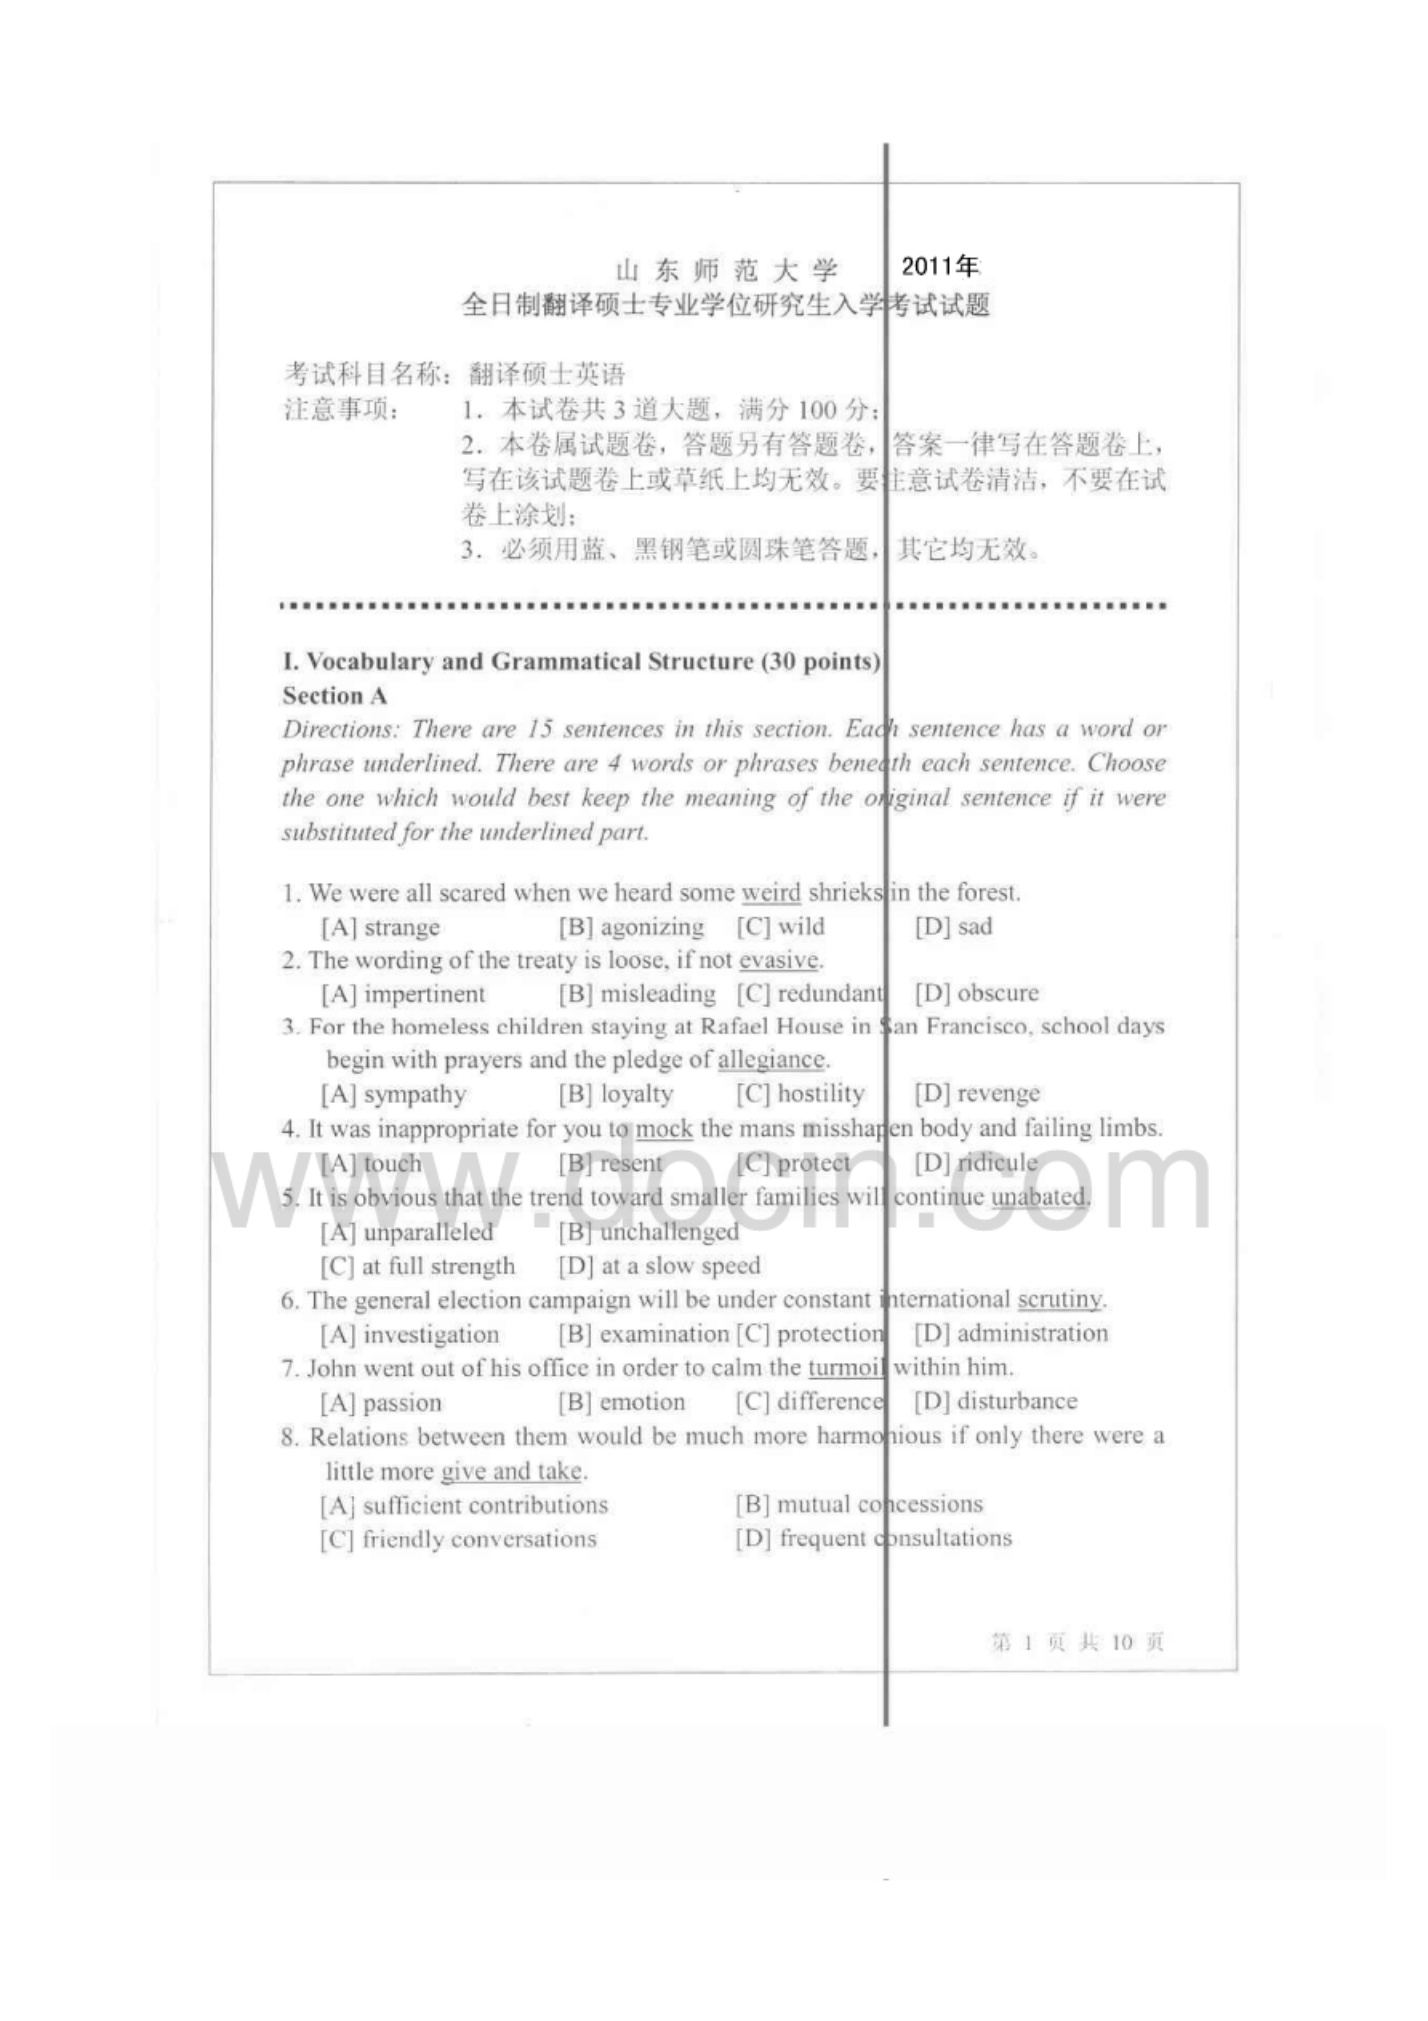 山 东 师 范 大 学 2011年
全日制翻译硕士专业学位研究生入学考试试题
考试科目名称： 翻译硕士英语
注意事项： 1. 本试卷共 3 道大题，满分 100 分；
2. 本卷属试题卷，答题另有答题卷，答案一律写在答题卷上，
写在该试题卷上或草纸上均无效。要注意试卷清洁，不要在试
卷上涂划；
3. 必须用蓝、黑钢笔或圆珠笔答题，其它均无效。
I. Vocabulary and Grammatical Structure (30 points)
Section A
Directions: There are 15 sentences in this section. Each sentence has a word or
phrase underlined. There are 4 words or phrases beneath each sentence. Choose
the one which would best keep the meaning of the original sentence if it were
substituted for the underlined part.
1. We were all scared when we heard some weird shrieks in the forest.
[A] strange [B] agonizing [C] wild [D] sad
2. The wording of the treaty is loose, if not evasive.
[A] impertinent [B] misleading [C] redundant [D] obscure
3. For the homeless children staying at Rafael House in San Francisco, school days
begin with prayers and the pledge of allegiance.
[A] sympathy [B] loyalty [C] hostility [D] revenge
4. It was inappropriate for you to mock the mans misshapen body and failing limbs.
[A] touch [B] resent [C] protect [D] ridicule
www.docin.com
5. It is obvious that the trend toward smaller families will continue unabated.
[A] unparalleled [B] unchallenged
[C] at full strength [D] at a slow speed
6. The general election campaign will be under constant international scrutiny.
[A] investigation [B] examination [C] protection [D] administration
7. John went out of his office in order to calm the turmoil within him.
[A] passion [B] emotion [C] difference [D] disturbance
8. Relations between them would be much more harmonious if only there were a
little more give and take.
[A] sufficient contributions [B] mutual concessions
[C] friendly conversations [D] frequent consultations
第 1 页 共 10 页